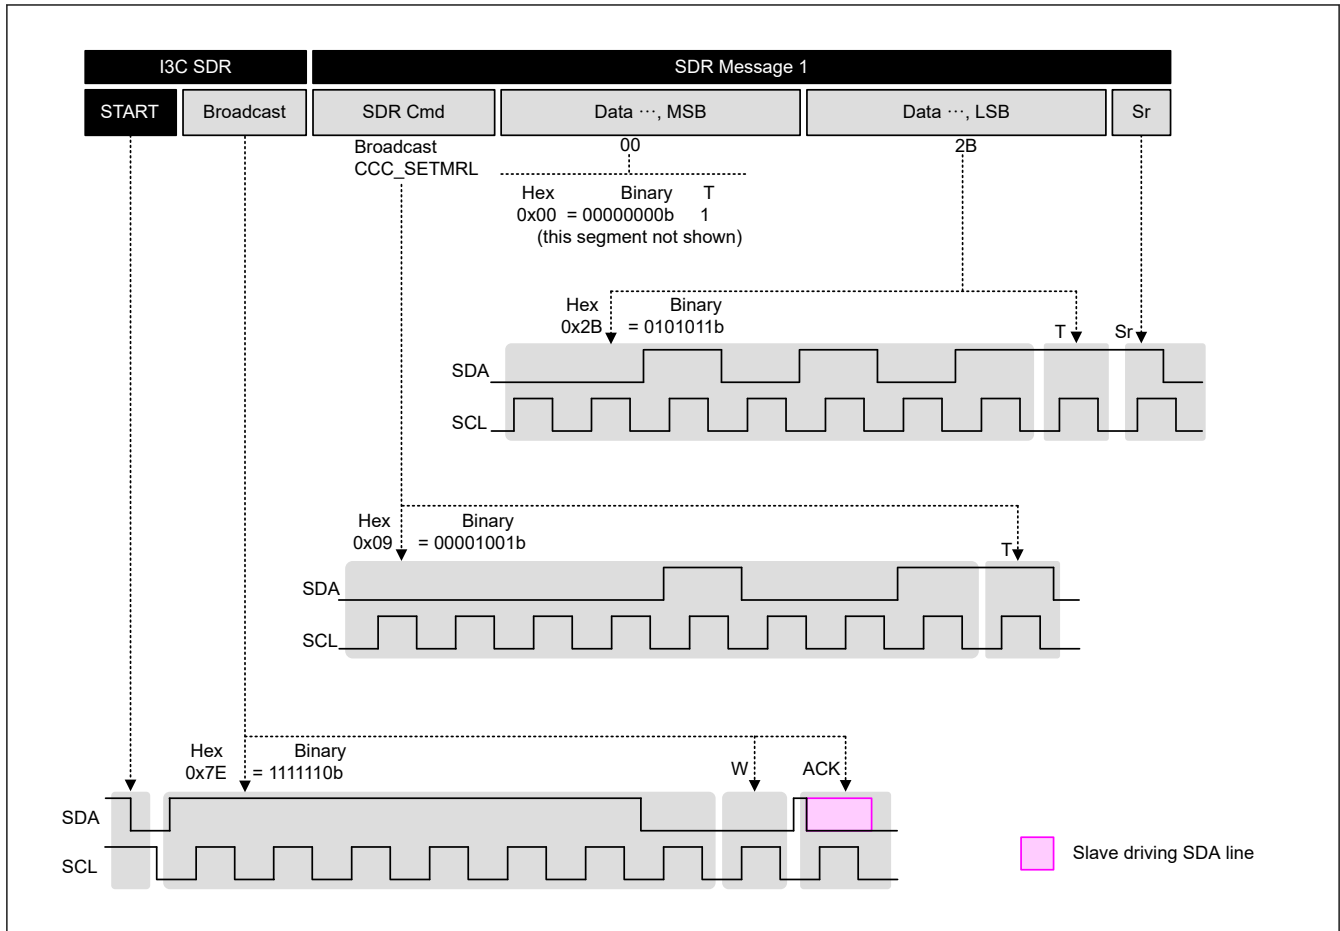 I3C SDR
SDR Message 1
START
Broadcast
SDR Cmd
Data ···, MSB
Data ···, LSB
Sr
Broadcast
CCC_SETMRL
00
2B
Hex Binary T
0x00 = 00000000b 1
(this segment not shown)
Hex Binary
0x2B = 0101011b
T
Sr
SDA
SCL
Hex Binary
0x09 = 00001001b
T
SDA
SCL
Hex Binary
0x7E = 1111110b
W
ACK
SDA
SCL
Slave driving SDA line